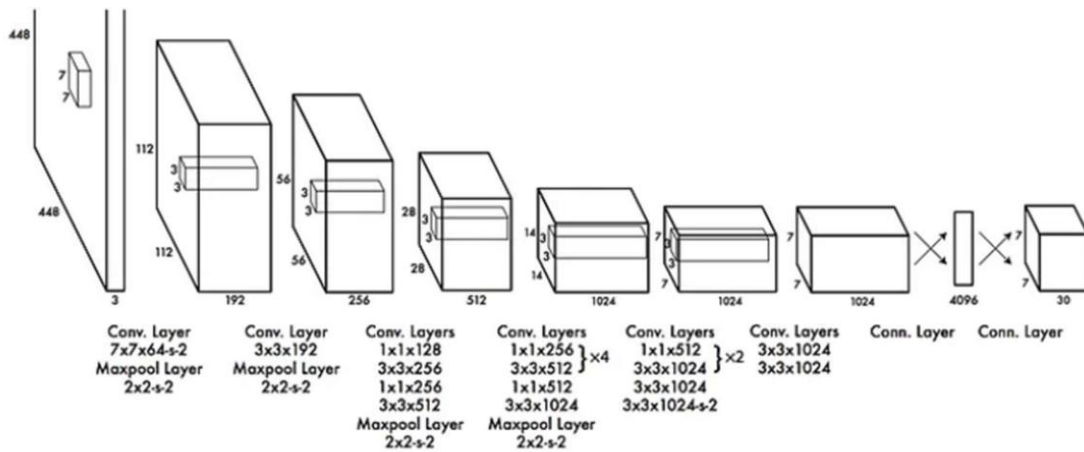 448
7
7
448
3
112
3
3
112
192
56
3
3
56
256
28
3
3
28
512
14
3
3
14
1024
7
3
3
7
1024
7
7
1024
4096
7
7
30
Conv. Layer
7x7x64-s-2
Maxpool Layer
2x2-s-2
Conv. Layer
3x3x192
Maxpool Layer
2x2-s-2
Conv. Layers
1x1x128
3x3x256
1x1x256
3x3x512
Maxpool Layer
2x2-s-2
Conv. Layers
1x1x256
3x3x512 }×4
1x1x512
3x3x1024
Maxpool Layer
2x2-s-2
Conv. Layers
1x1x512
3x3x1024 }×2
3x3x1024
3x3x1024-s-2
Conv. Layers
3x3x1024
3x3x1024
Conn. Layer
Conn. Layer